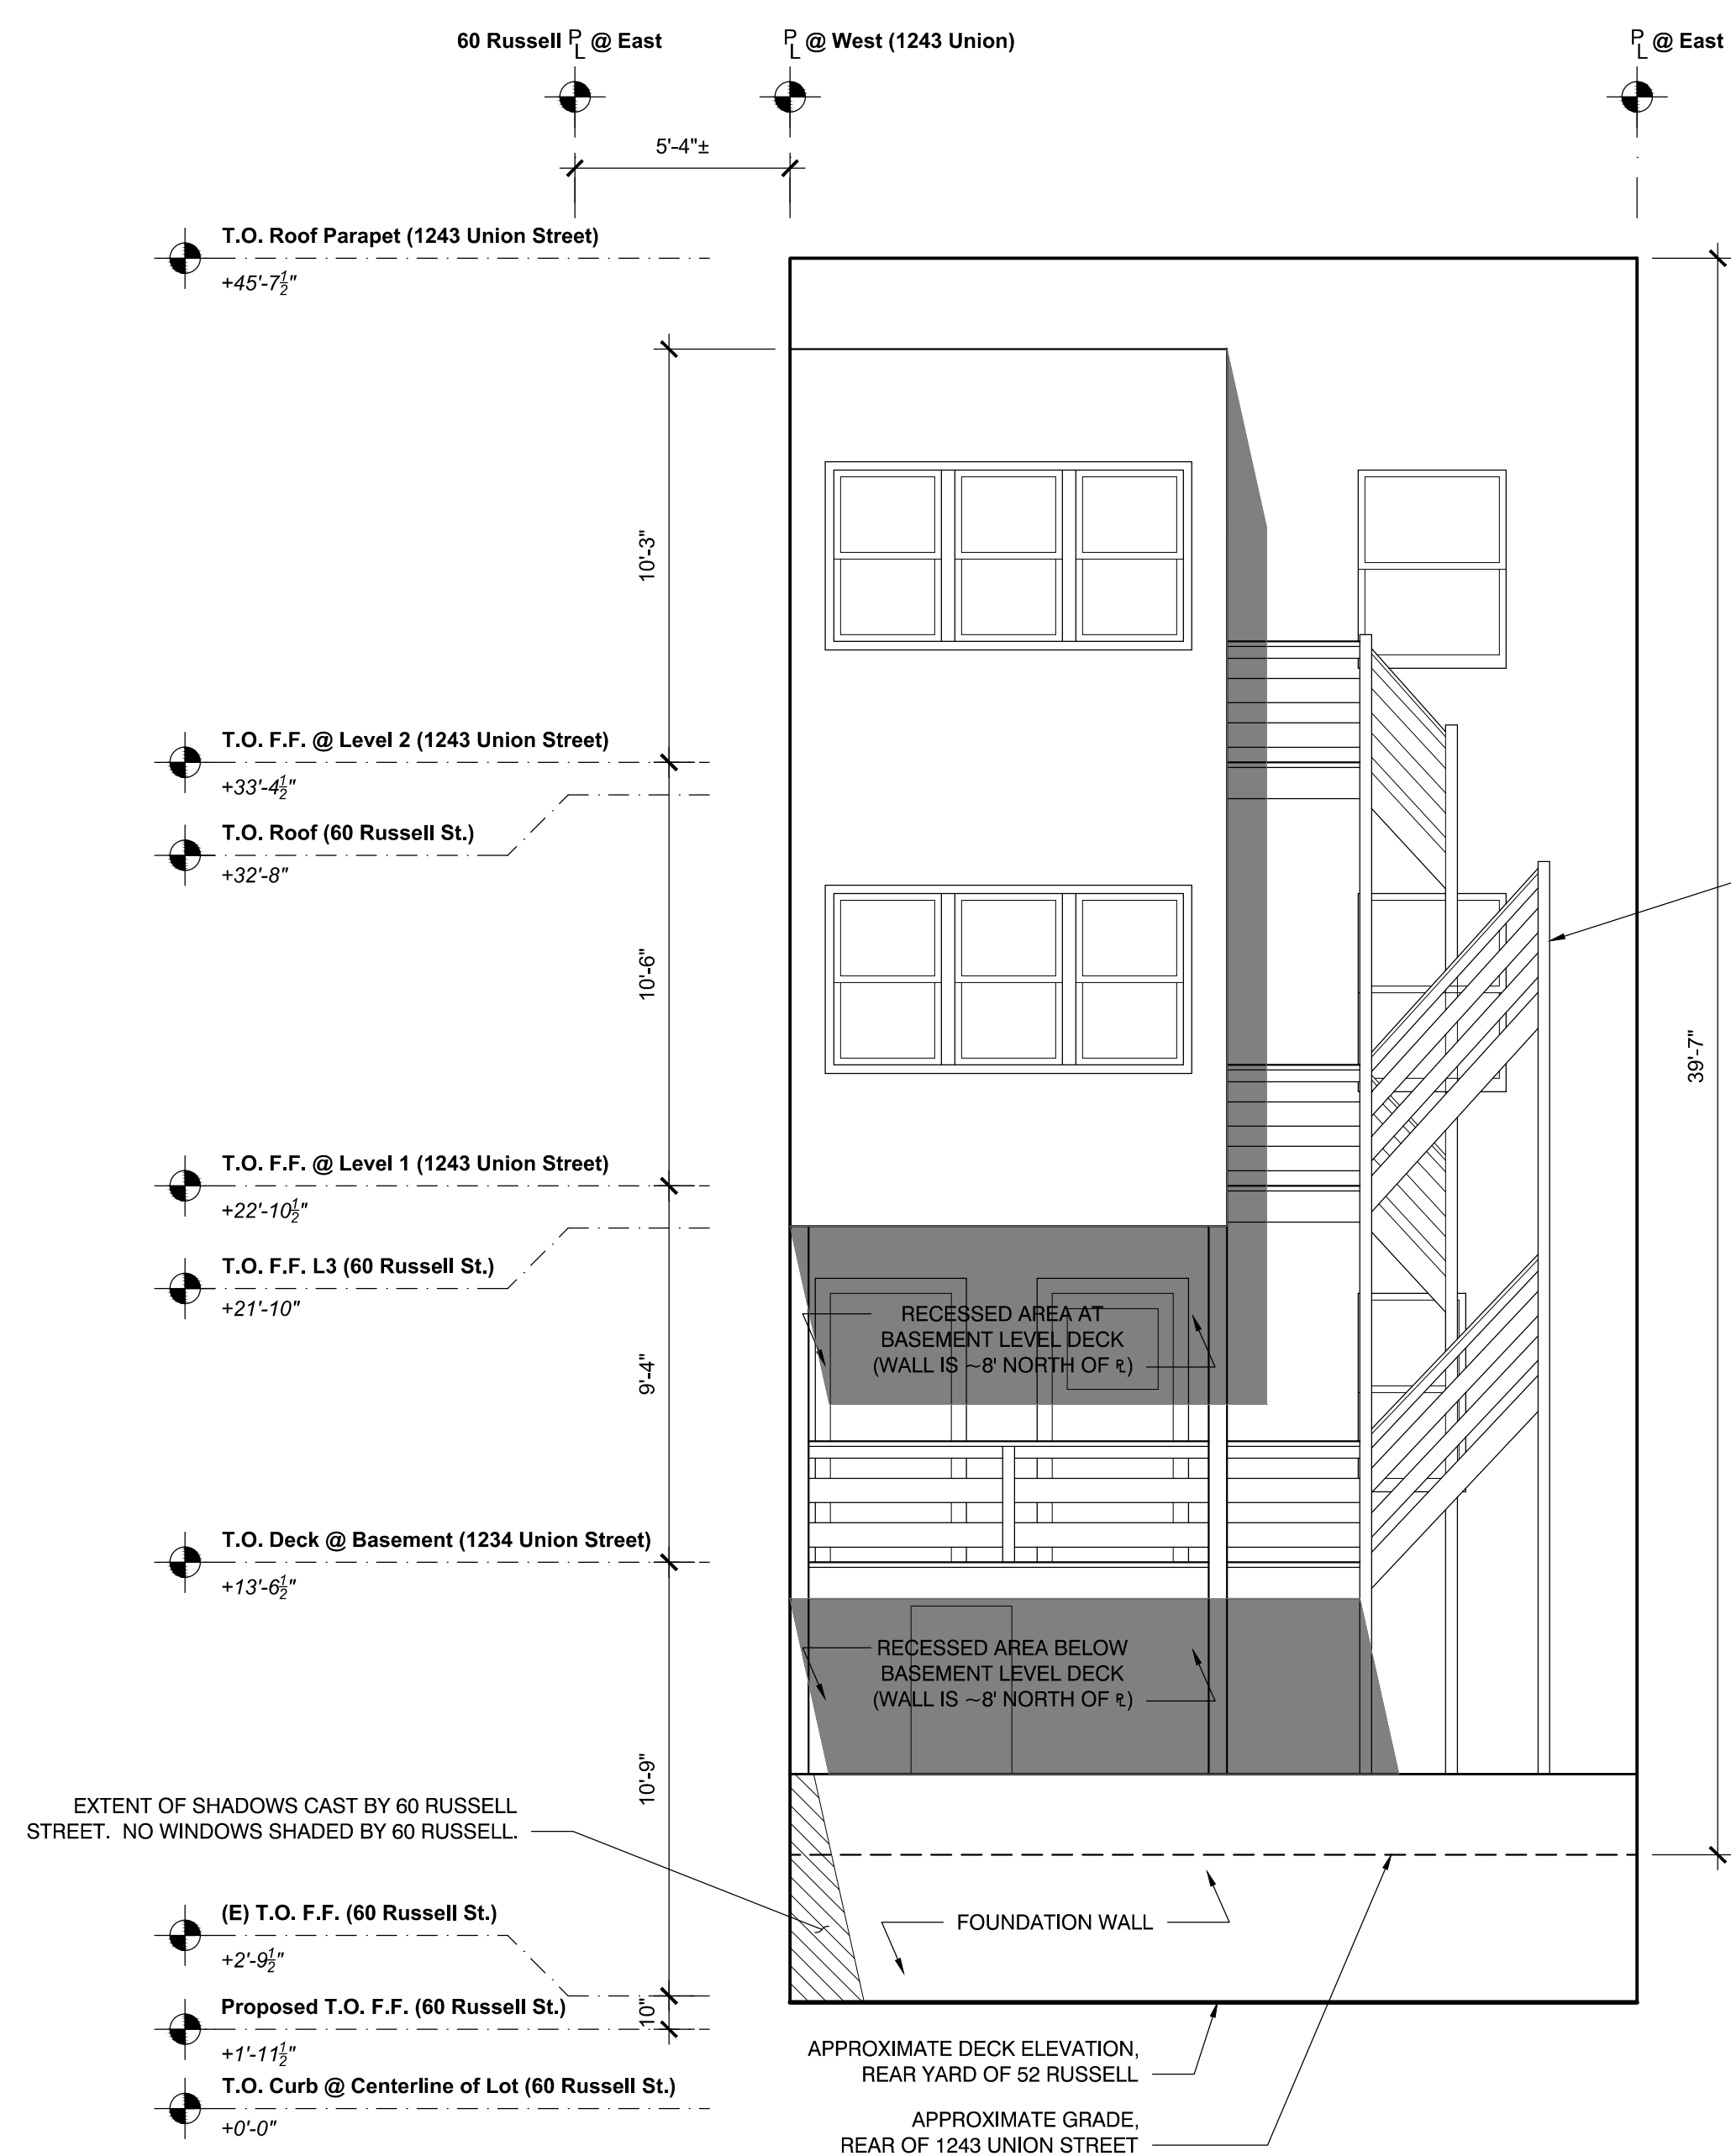 60 Russell PL @ East
PL @ West (1243 Union)
PL @ East
5'-4"±
T.O. Roof Parapet (1243 Union Street)
+45'-7½"
10'-3"
T.O. F.F. @ Level 2 (1243 Union Street)
+33'-4½"
T.O. Roof (60 Russell St.)
+32'-8"
10'-6"
39'-7"
T.O. F.F. @ Level 1 (1243 Union Street)
+22'-10½"
T.O. F.F. L3 (60 Russell St.)
+21'-10"
RECESSED AREA AT
BASEMENT LEVEL DECK
(WALL IS ~8' NORTH OF PL)
9'-4"
T.O. Deck @ Basement (1234 Union Street)
+13'-6½"
RECESSED AREA BELOW
BASEMENT LEVEL DECK
(WALL IS ~8' NORTH OF PL)
10'-9"
EXTENT OF SHADOWS CAST BY 60 RUSSELL
STREET. NO WINDOWS SHADED BY 60 RUSSELL.
(E) T.O. F.F. (60 Russell St.)
+2'-9½"
FOUNDATION WALL
10"
Proposed T.O. F.F. (60 Russell St.)
+1'-11½"
APPROXIMATE DECK ELEVATION,
REAR YARD OF 52 RUSSELL
T.O. Curb @ Centerline of Lot (60 Russell St.)
+0'-0"
APPROXIMATE GRADE,
REAR OF 1243 UNION STREET